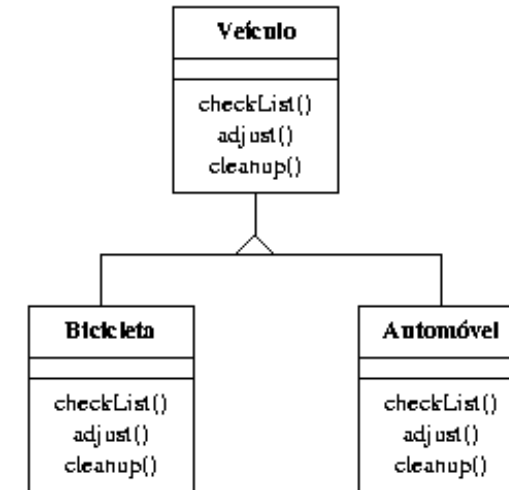 Veículo
checkList()
adjust()
cleanup()
Bicicleta
Automóvel
checkList()
adjust()
cleanup()
checkList()
adjust()
cleanup()